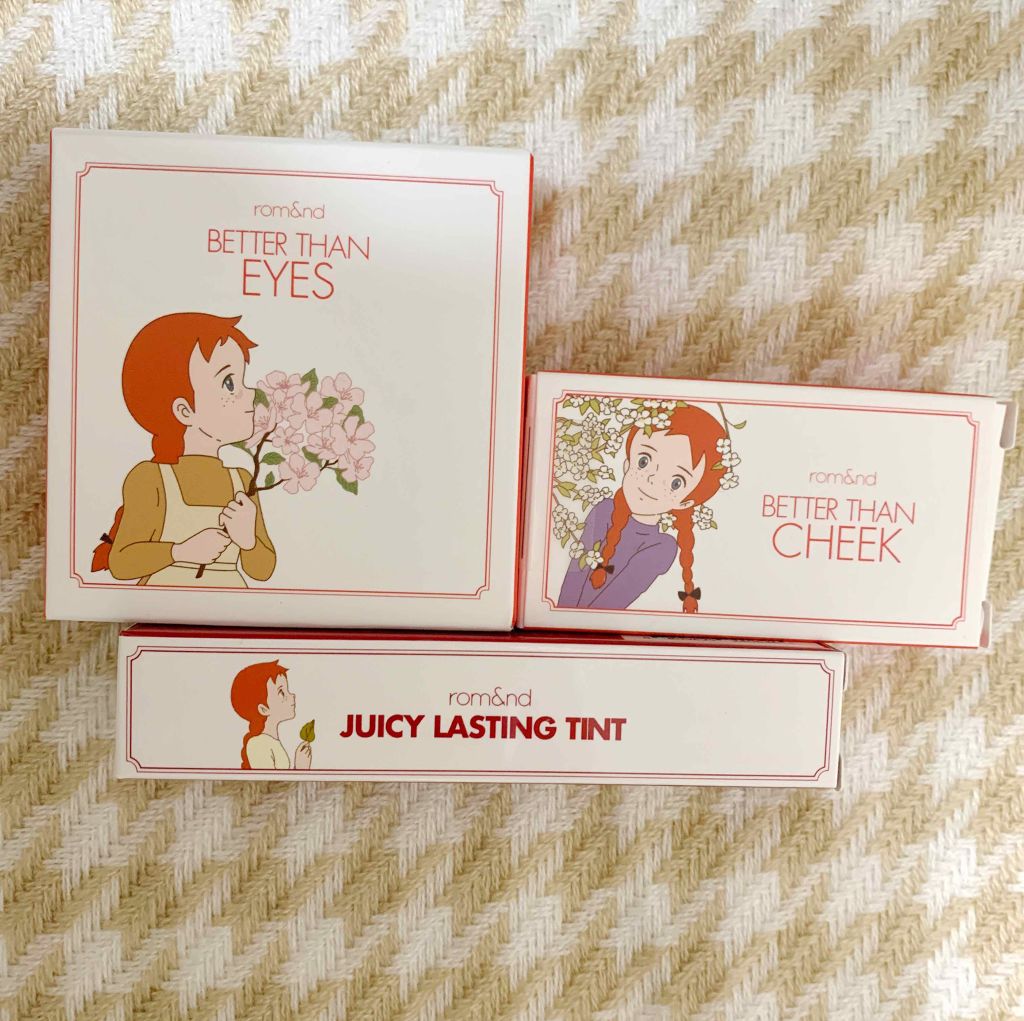 rom&nd
BETTER THAN
EYES
rom&nd
BETTER THAN
CHEEK
rom&nd
JUICY LASTING TINT